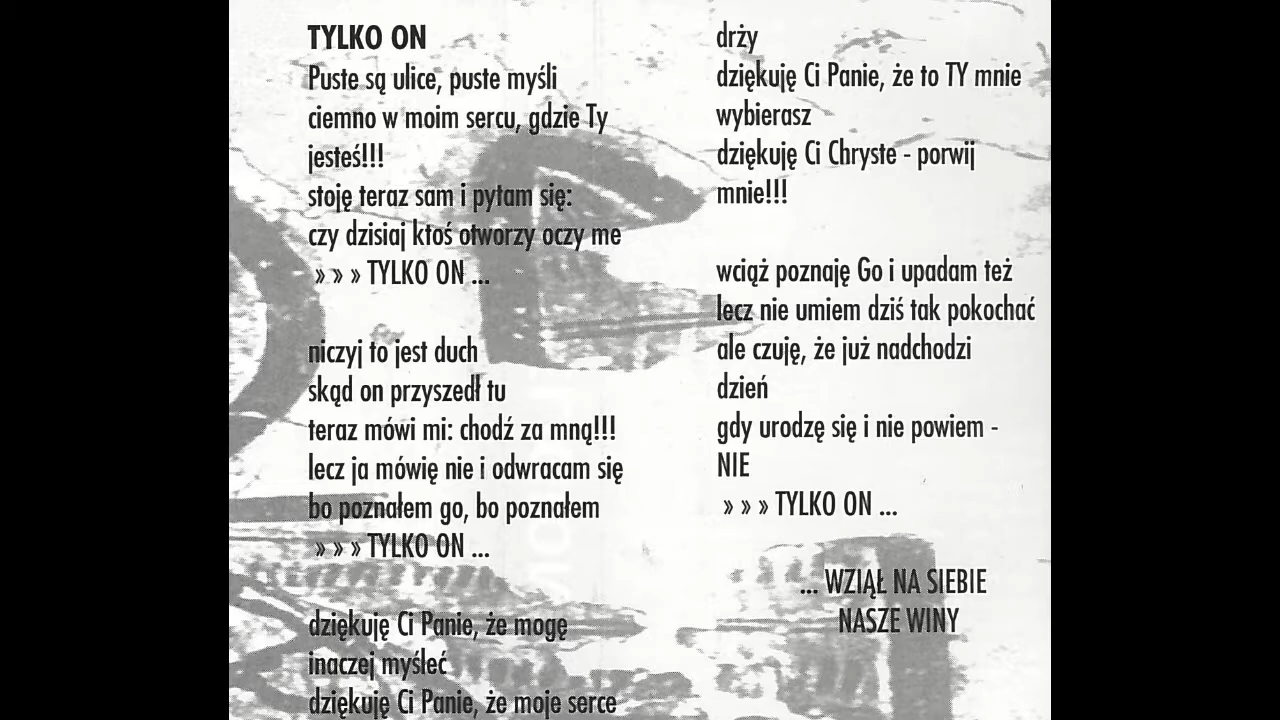 TYLKO ON
Puste są ulice, puste myśli
ciemno w moim sercu, gdzie Ty
jesteś!!!
stoję teraz sam i pytam się:
czy dzisiaj ktoś otworzy oczy me
» » » TYLKO ON ...
niczyj to jest duch
skąd on przyszedł tu
teraz mówi mi: chodź za mną!!!
lecz ja mówię nie i odwracam się
bo poznałem go, bo poznałem
» » » TYLKO ON ...
dziękuję Ci Panie, że mogę
inaczej myśleć
dziękuję Ci Panie, że moje serce
drży
dziękuję Ci Panie, że to TY mnie
wybierasz
dziękuję Ci Chryste - porwij
mnie!!!
wciąż poznaję Go i upadam też
lecz nie umiem dziś tak pokochać
ale czuję, że już nadchodzi
dzień
gdy urodzę się i nie powiem -
NIE
» » » TYLKO ON ...
... WZIĄŁ NA SIEBIE
NASZE WINY